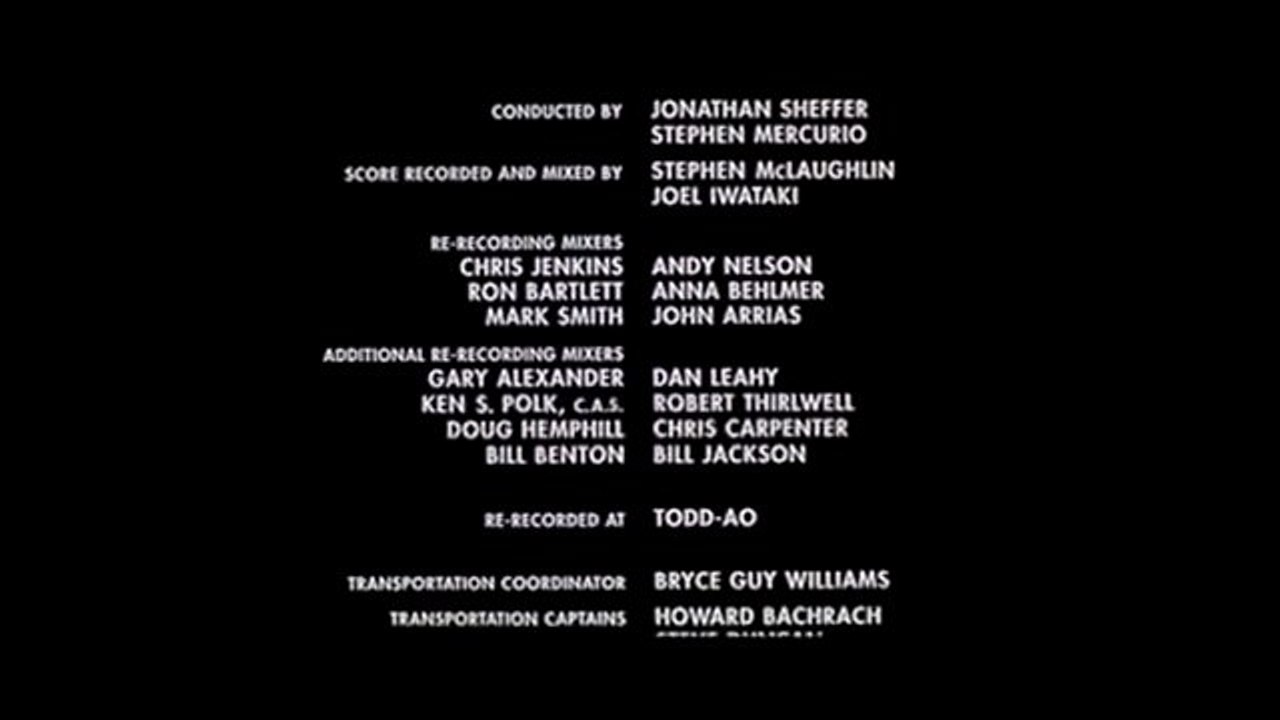 CONDUCTED BY JONATHAN SHEFFER
STEPHEN MERCURIO
SCORE RECORDED AND MIXED BY STEPHEN McLAUGHLIN
JOEL IWATAKI
RE-RECORDING MIXERS
CHRIS JENKINS ANDY NELSON
RON BARTLETT ANNA BEHLMER
MARK SMITH JOHN ARRIAS
ADDITIONAL RE-RECORDING MIXERS
GARY ALEXANDER DAN LEAHY
KEN S. POLK, C.A.S. ROBERT THIRLWELL
DOUG HEMPHILL CHRIS CARPENTER
BILL BENTON BILL JACKSON
RE-RECORDED AT TODD-AO
TRANSPORTATION COORDINATOR BRYCE GUY WILLIAMS
TRANSPORTATION CAPTAINS HOWARD BACHRACH